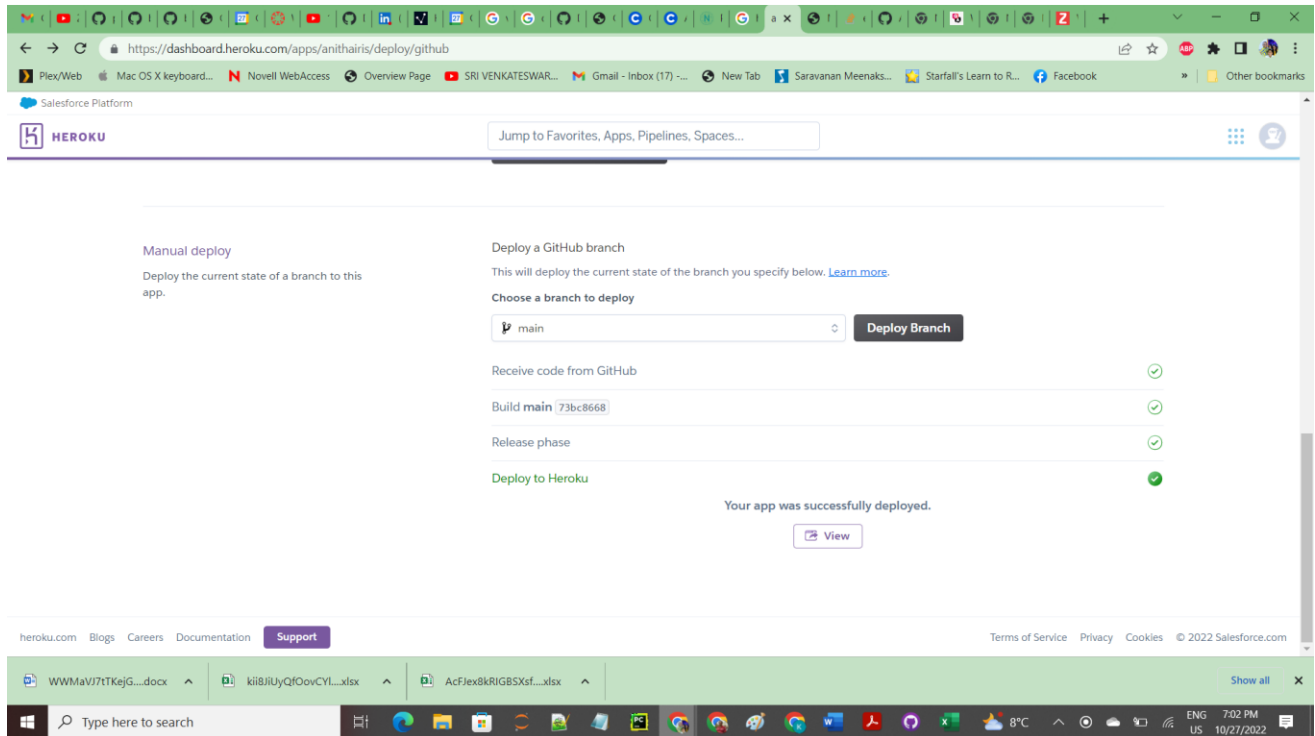 https://dashboard.heroku.com/apps/anithairis/deploy/github
Plex/Web Mac OS X keyboard... Novell WebAccess Overview Page SRI VENKATESWAR... Gmail - Inbox (17) -... New Tab Saravanan Meenaks... Starfall's Learn to R... Facebook » Other bookmarks
Salesforce Platform
HEROKU
Jump to Favorites, Apps, Pipelines, Spaces...
Manual deploy
Deploy the current state of a branch to this
app.
Deploy a GitHub branch
This will deploy the current state of the branch you specify below. Learn more.
Choose a branch to deploy
main
Deploy Branch
Receive code from GitHub
Build main 73bc8668
Release phase
Deploy to Heroku
Your app was successfully deployed.
View
heroku.com Blogs Careers Documentation Support
Terms of Service Privacy Cookies © 2022 Salesforce.com
WWMaVJ7tTKejG....docx kii8JiUyQfOovCYl....xlsx AcFJex8kRIGBSXsf....xlsx Show all
Type here to search
8°C
ENG
US
7:02 PM
10/27/2022